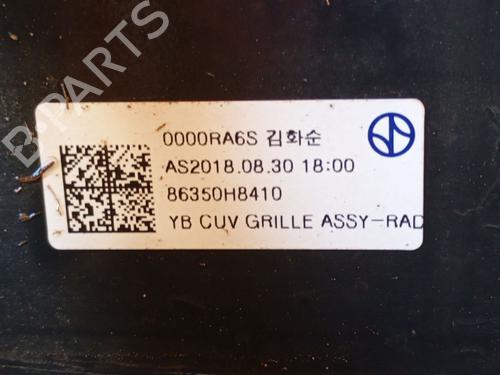 B-PARTS
0000RA6S 김화순
AS2018.08.30 18:00
86350H8410
YB CUV GRILLE ASSY-RAD